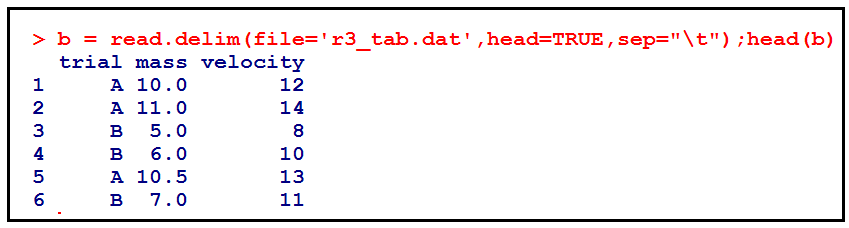 > b = read.delim(file='r3_tab.dat',head=TRUE,sep="\t");head(b)
  trial mass velocity
1     A 10.0       12
2     A 11.0       14
3     B  5.0        8
4     B  6.0       10
5     A 10.5       13
6     B  7.0       11